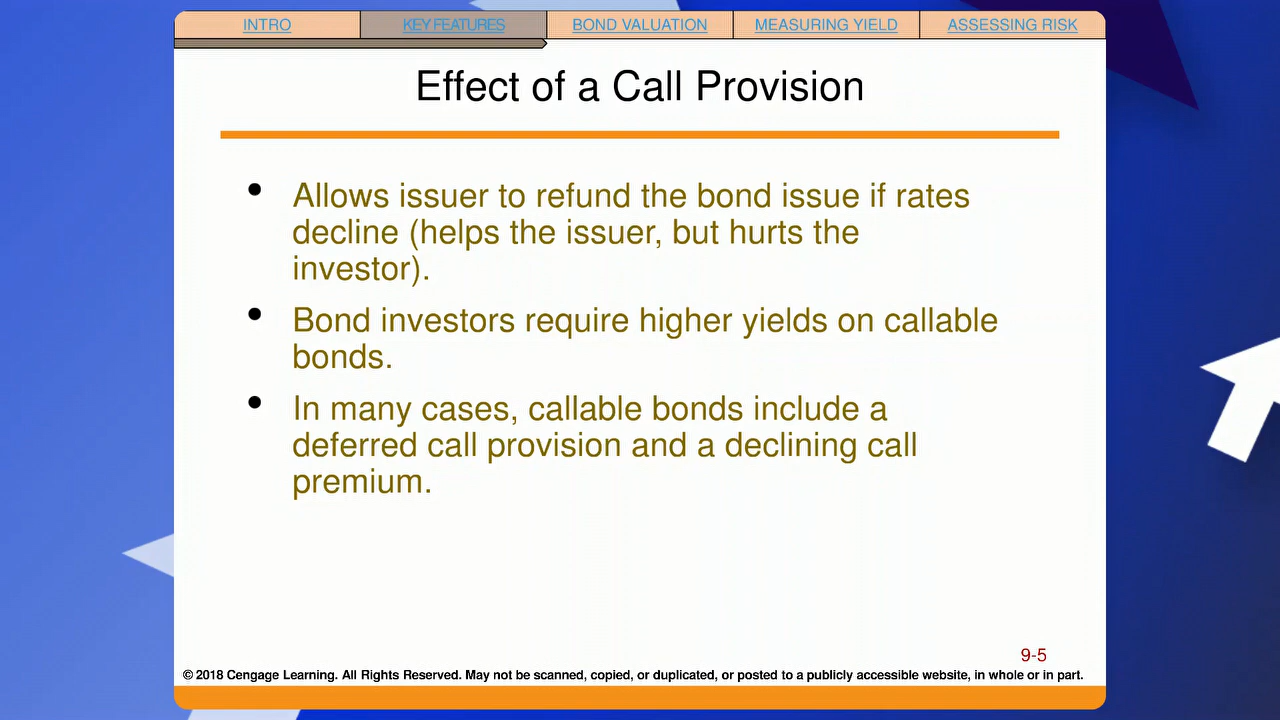 INTRO
KEY FEATURES
BOND VALUATION
MEASURING YIELD
ASSESSING RISK
Effect of a Call Provision
• Allows issuer to refund the bond issue if rates
decline (helps the issuer, but hurts the
investor).
• Bond investors require higher yields on callable
bonds.
• In many cases, callable bonds include a
deferred call provision and a declining call
premium.
9-5
© 2018 Cengage Learning. All Rights Reserved. May not be scanned, copied, or duplicated, or posted to a publicly accessible website, in whole or in part.